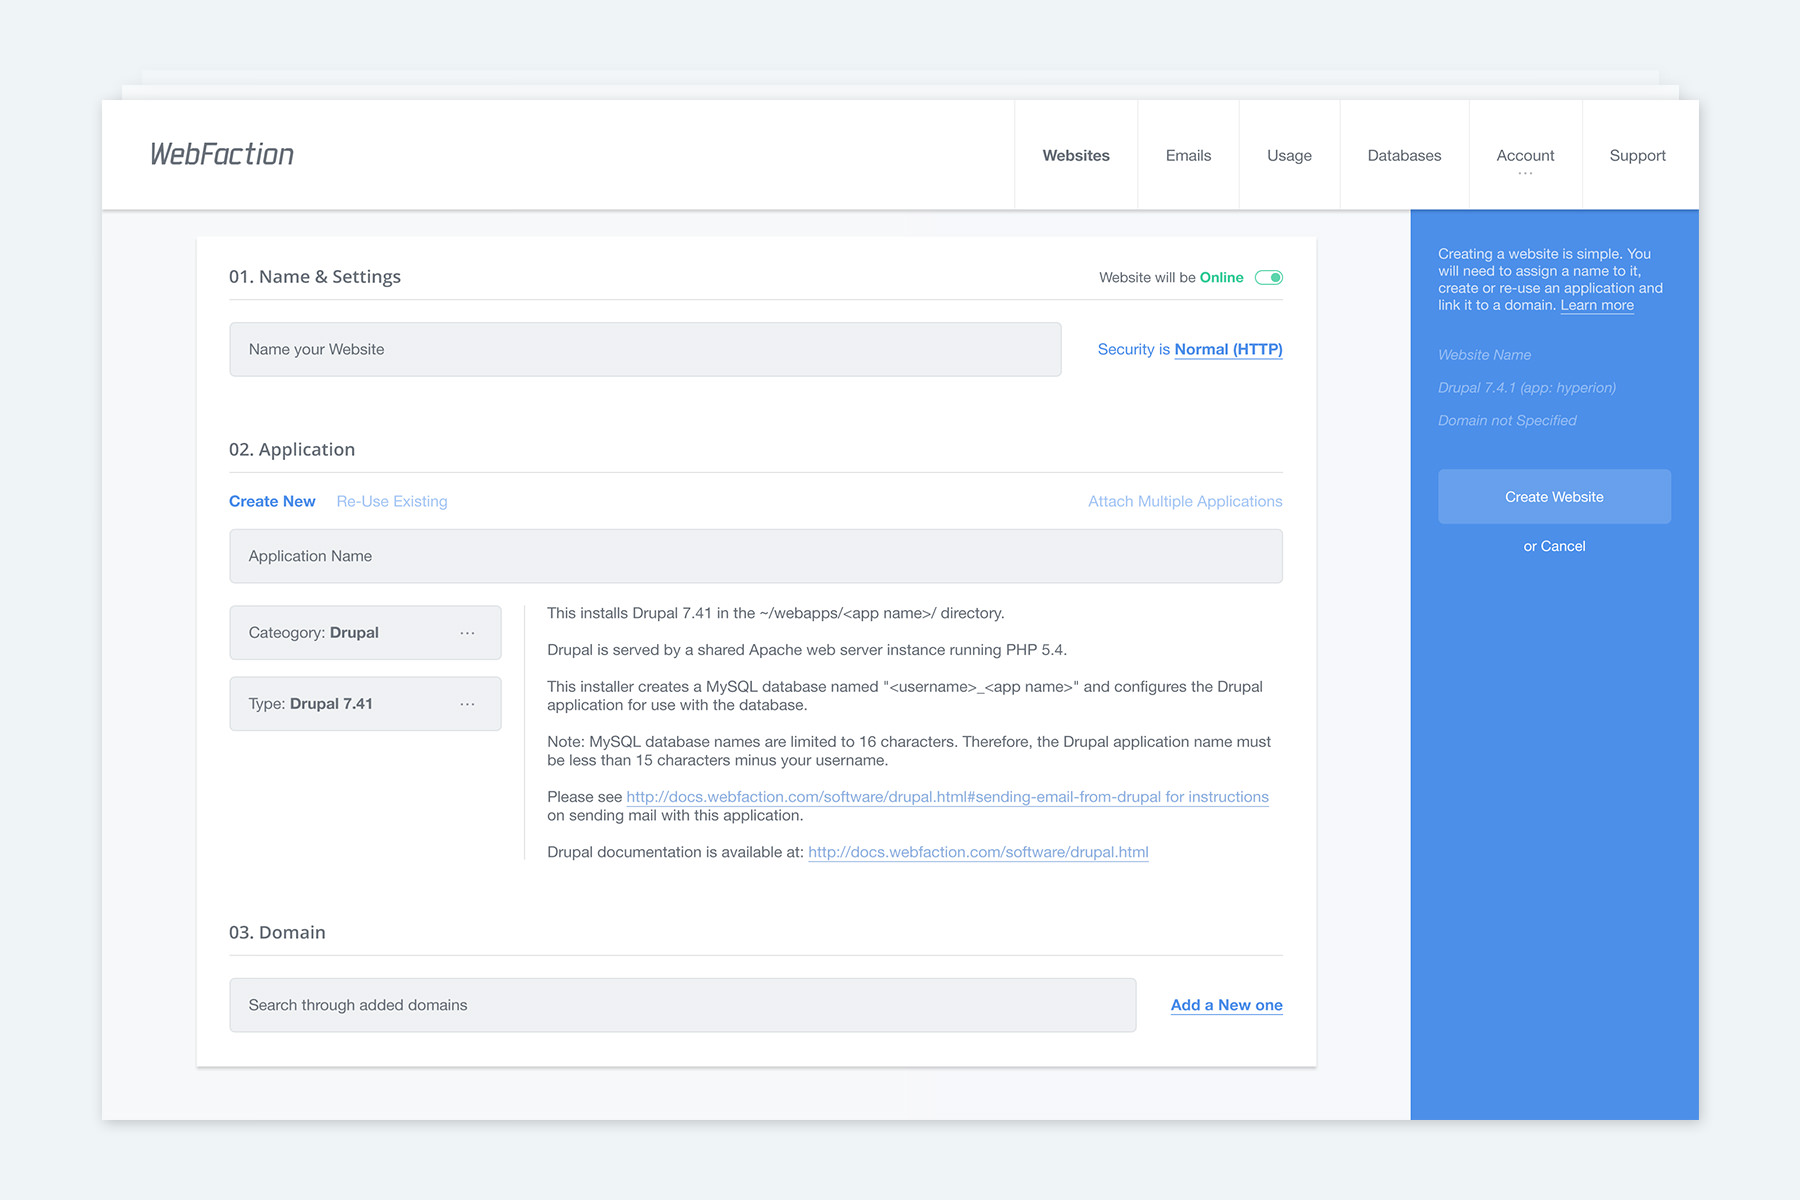 WebFaction
Websites
Emails
Usage
Databases
Account
...
Support
01. Name & Settings
Website will be Online
Name your Website
Security is Normal (HTTP)
02. Application
Create New
Re-Use Existing
Attach Multiple Applications
Application Name
Cateogory: Drupal ...
Type: Drupal 7.41 ...
This installs Drupal 7.41 in the ~/webapps/<app name>/ directory.
Drupal is served by a shared Apache web server instance running PHP 5.4.
This installer creates a MySQL database named "<username>_<app name>" and configures the Drupal
application for use with the database.
Note: MySQL database names are limited to 16 characters. Therefore, the Drupal application name must
be less than 15 characters minus your username.
Please see http://docs.webfaction.com/software/drupal.html#sending-email-from-drupal for instructions
on sending mail with this application.
Drupal documentation is available at: http://docs.webfaction.com/software/drupal.html
03. Domain
Search through added domains
Add a New one
Creating a website is simple. You
will need to assign a name to it,
create or re-use an application and
link it to a domain. Learn more
Website Name
Drupal 7.4.1 (app: hyperion)
Domain not Specified
Create Website
or Cancel